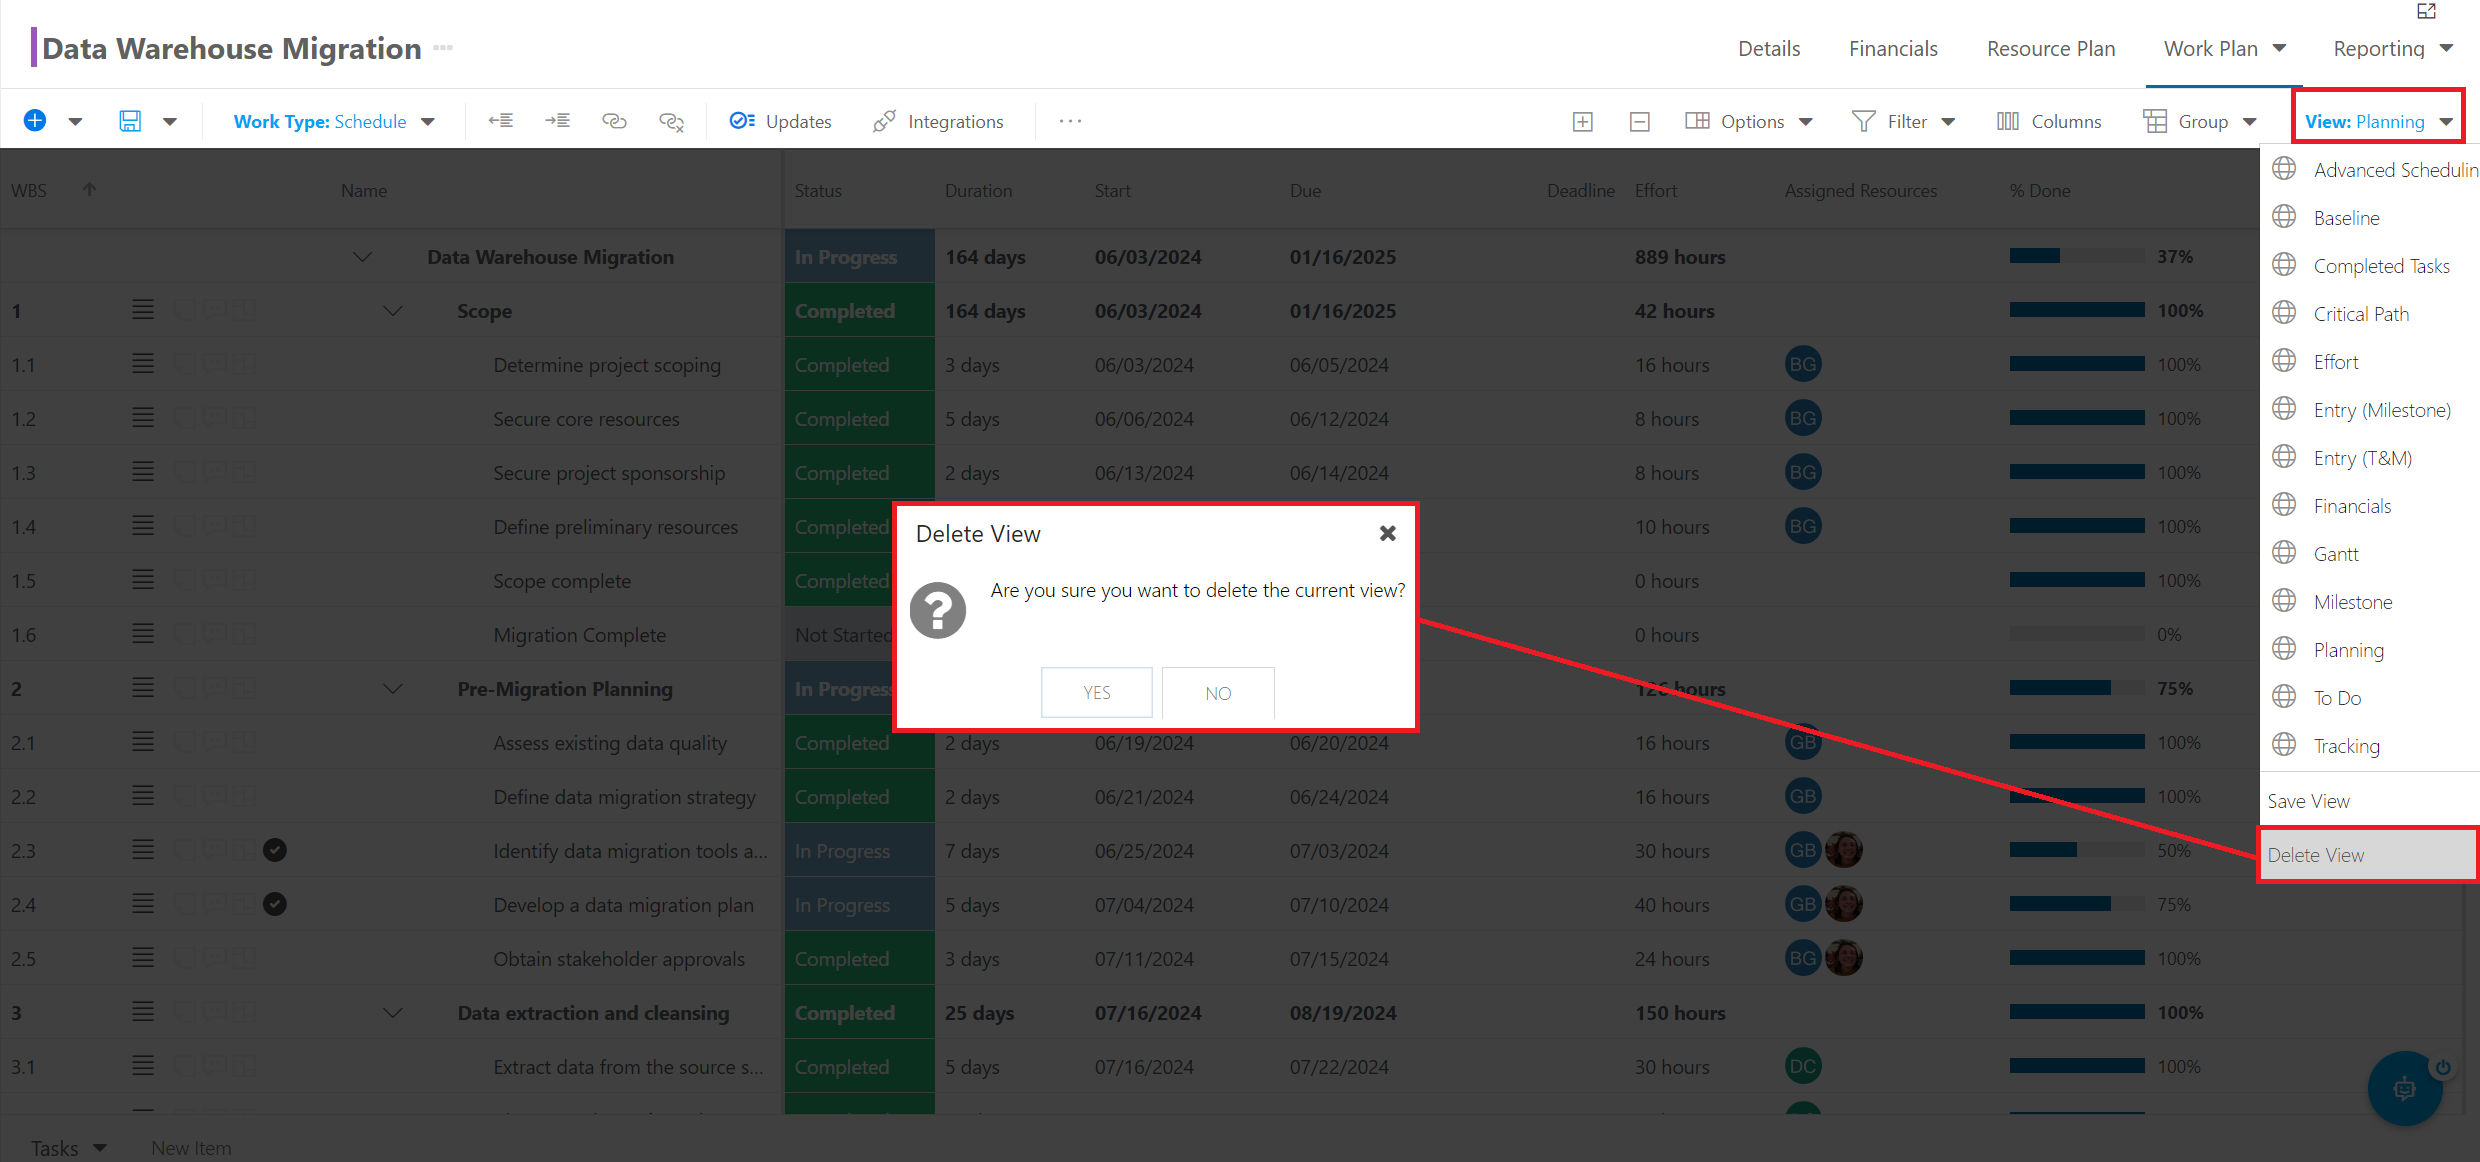 Data Warehouse Migration
Details Financials Resource Plan Work Plan Reporting
Work Type: Schedule Updates Integrations ... Options Filter Columns Group View: Planning
WBS Name Status Duration Start Due Deadline Effort Assigned Resources % Done
Data Warehouse Migration In Progress 164 days 06/03/2024 01/16/2025 889 hours 37%
1 Scope Completed 164 days 06/03/2024 01/16/2025 42 hours 100%
1.1 Determine project scoping Completed 3 days 06/03/2024 06/05/2024 16 hours BG 100%
1.2 Secure core resources Completed 5 days 06/06/2024 06/12/2024 8 hours BG 100%
1.3 Secure project sponsorship Completed 2 days 06/13/2024 06/14/2024 8 hours BG 100%
1.4 Define preliminary resources Completed 10 hours BG 100%
1.5 Scope complete Completed 0 hours 100%
1.6 Migration Complete Not Started 0 hours 0%
2 Pre-Migration Planning In Progress 126 hours 75%
2.1 Assess existing data quality Completed 2 days 06/19/2024 06/20/2024 16 hours GB 100%
2.2 Define data migration strategy Completed 2 days 06/21/2024 06/24/2024 16 hours GB 100%
2.3 Identify data migration tools a... In Progress 7 days 06/25/2024 07/03/2024 30 hours GB 50%
2.4 Develop a data migration plan In Progress 5 days 07/04/2024 07/10/2024 40 hours GB 75%
2.5 Obtain stakeholder approvals Completed 3 days 07/11/2024 07/15/2024 24 hours BG 100%
3 Data extraction and cleansing Completed 25 days 07/16/2024 08/19/2024 150 hours 100%
3.1 Extract data from the source s... Completed 5 days 07/16/2024 07/22/2024 30 hours DC 100%
Tasks New Item
Delete View
Are you sure you want to delete the current view?
YES NO
Advanced Schedulin
Baseline
Completed Tasks
Critical Path
Effort
Entry (Milestone)
Entry (T&M)
Financials
Gantt
Milestone
Planning
To Do
Tracking
Save View
Delete View